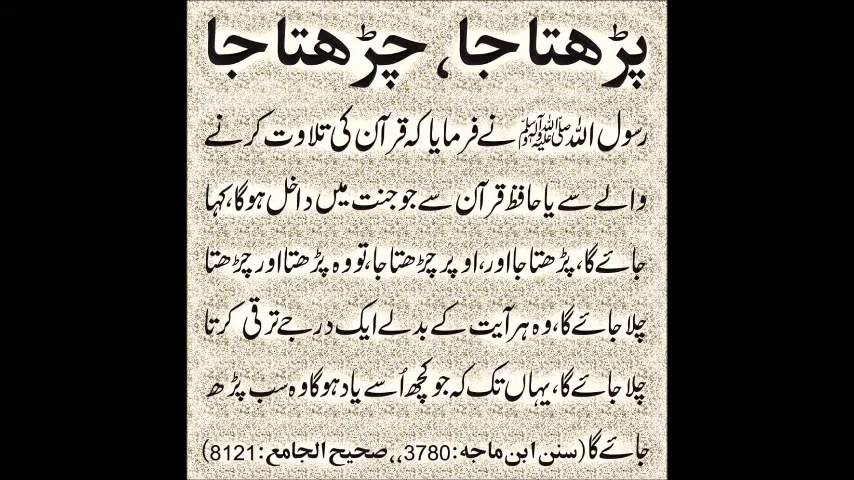 پڑھتا جا، چڑھتا جا
رسول اللہ ﷺ نے فرمایا کہ قرآن کی تلاوت کرنے
والے سے یا حافظ قرآن سے جو جنت میں داخل ہوگا، کہا
جائے گا، پڑھتا جا اور، اوپر چڑھتا جا، تو وہ پڑھتا اور چڑھتا
چلا جائے گا، وہ ہر آیت کے بدلے ایک درجے ترقی کرتا
چلا جائے گا، یہاں تک کہ جو کچھ اُسے یاد ہوگا وہ سب پڑھ
جائے گا (سنن ابن ماجه: 3780،، صحيح الجامع: 8121)